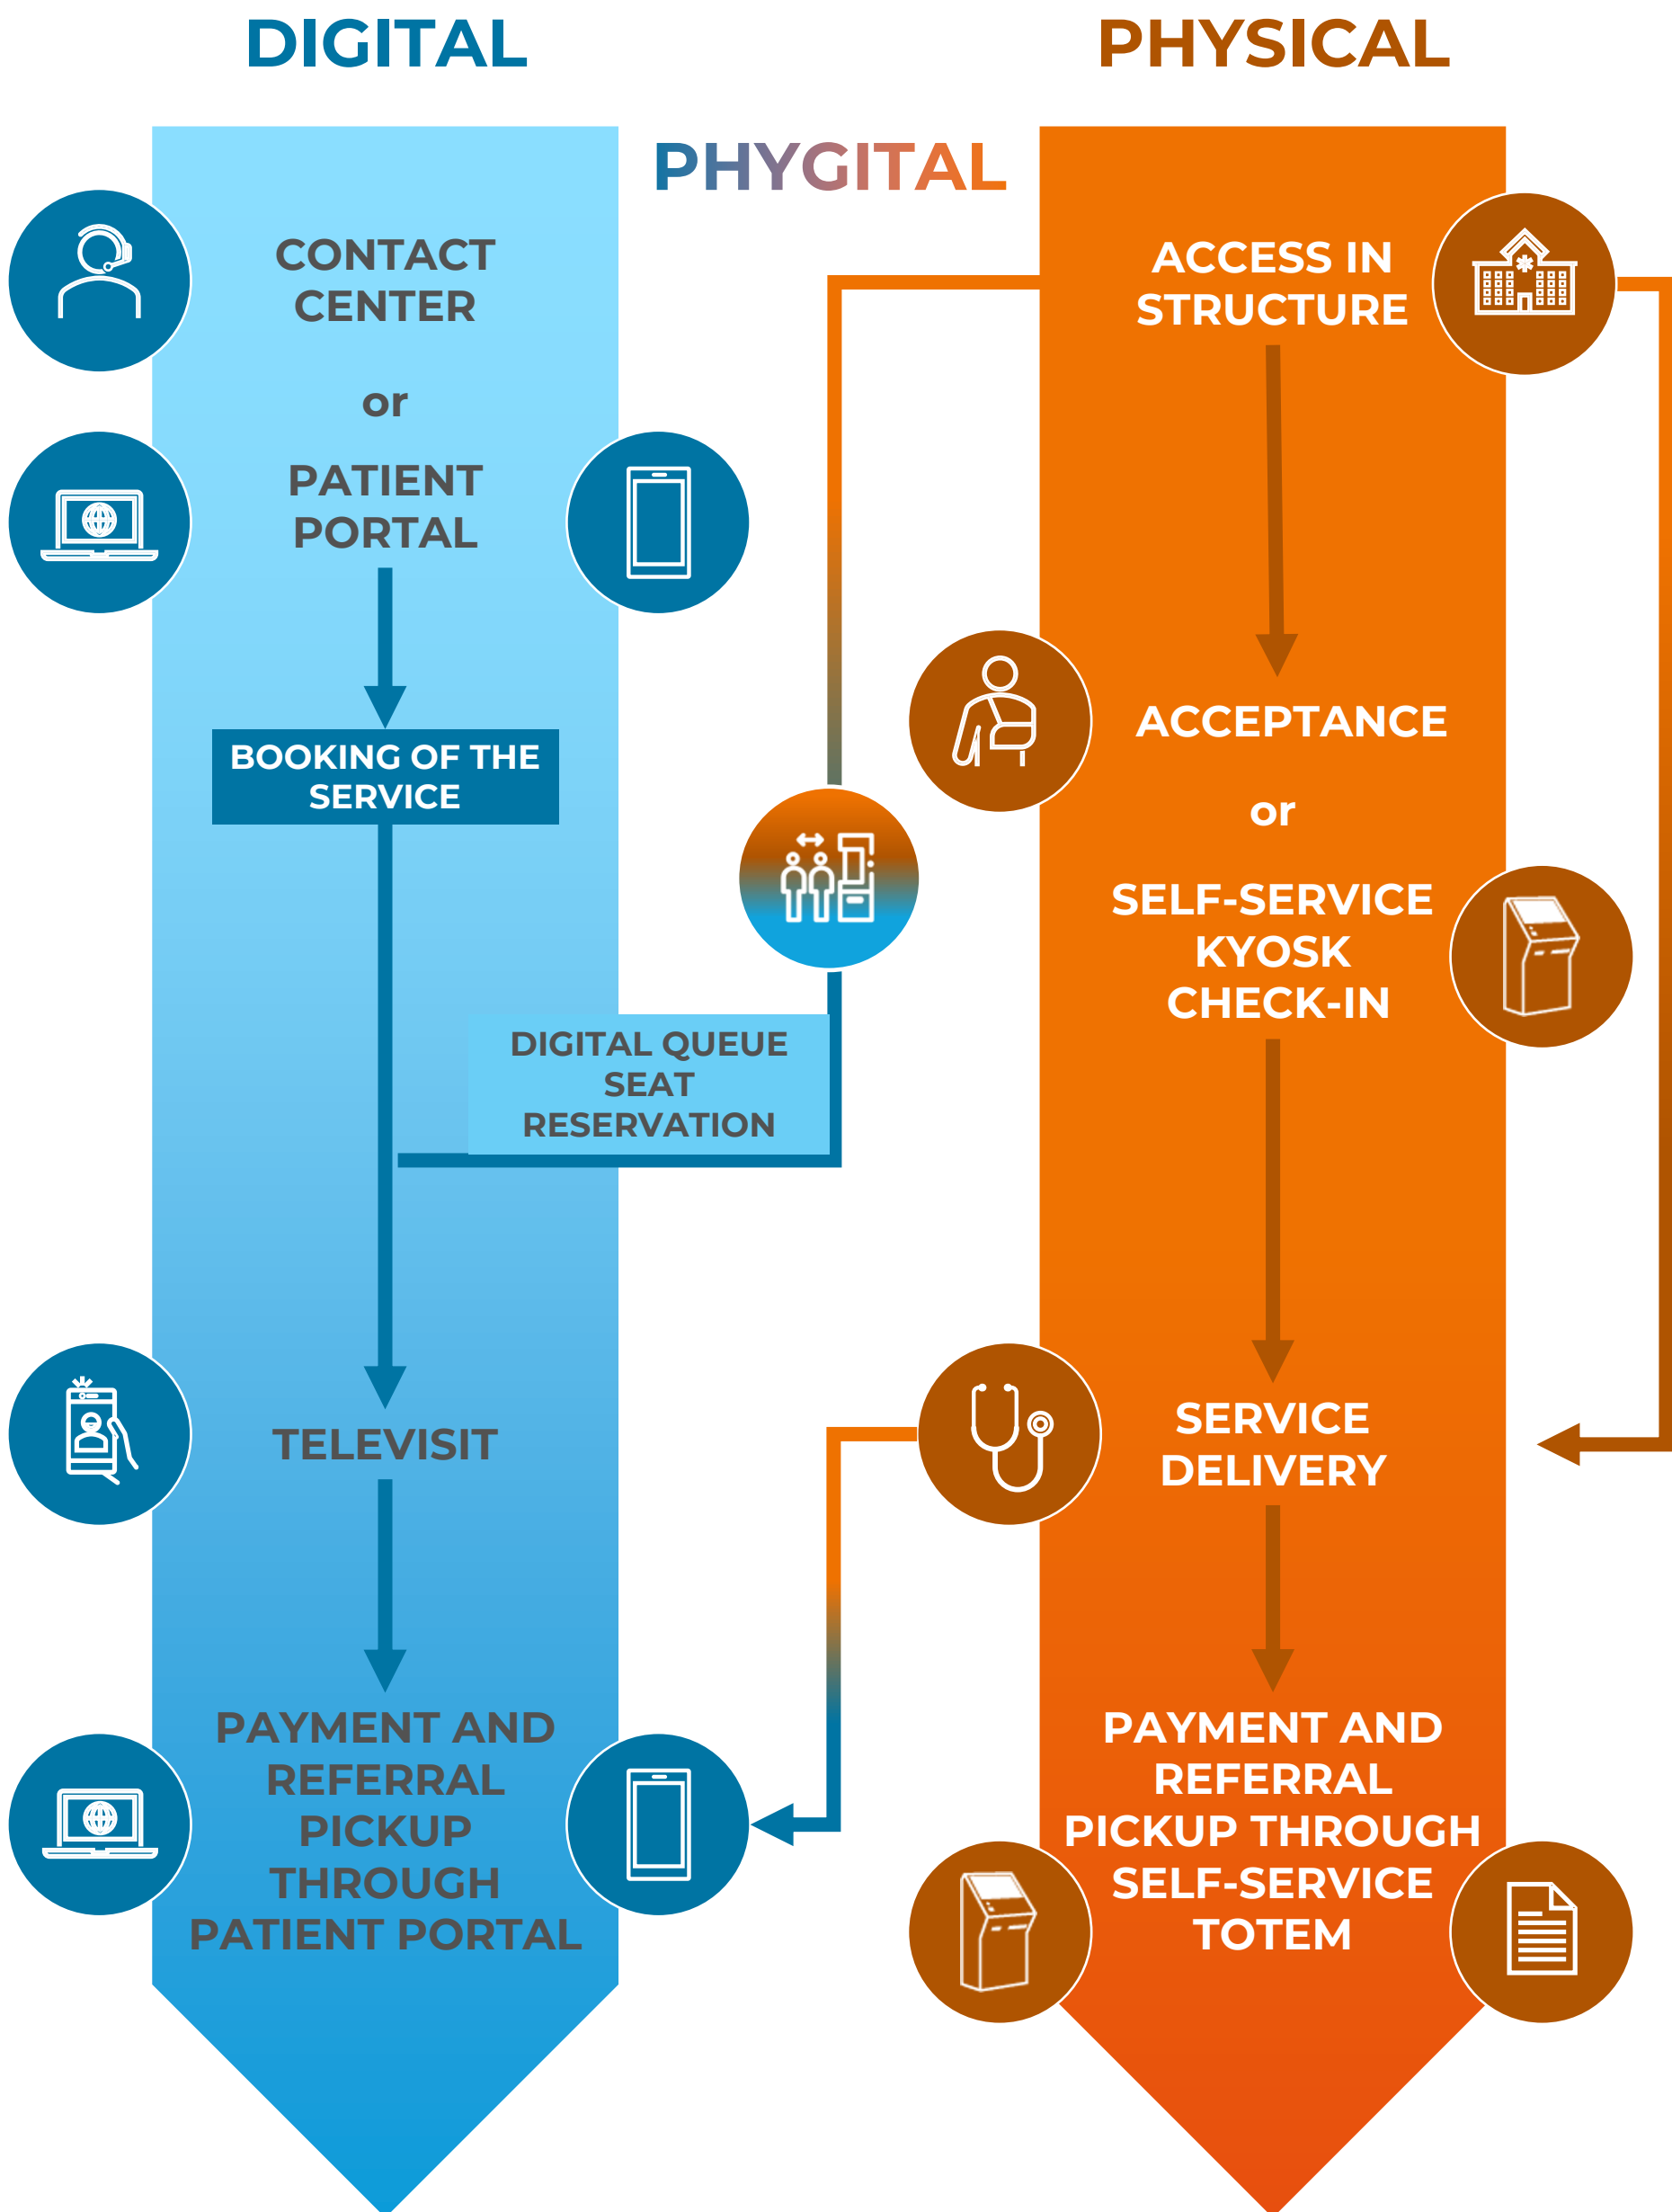 DIGITAL
PHYSICAL
PHYGITAL
CONTACT
CENTER
or
PATIENT
PORTAL
BOOKING OF THE
SERVICE
DIGITAL QUEUE
SEAT
RESERVATION
TELEVISIT
PAYMENT AND
REFERRAL
PICKUP
THROUGH
PATIENT PORTAL
ACCESS IN
STRUCTURE
ACCEPTANCE
or
SELF-SERVICE
KYOSK
CHECK-IN
SERVICE
DELIVERY
PAYMENT AND
REFERRAL
PICKUP THROUGH
SELF-SERVICE
TOTEM